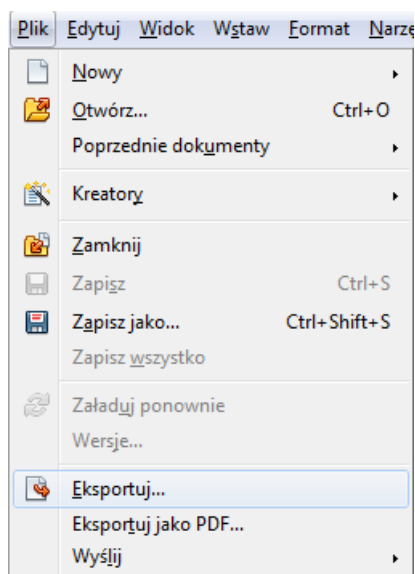 Plik Edytuj Widok Wstaw Format
Nowy
Otwórz... Ctrl+O
Poprzednie dokumenty
Kreatory
Zamknij
Zapisz Ctrl+S
Zapisz jako... Ctrl+Shift+S
Zapisz wszystko
Załaduj ponownie
Wersje...
Eksportuj...
Eksportuj jako PDF...
Wyślij